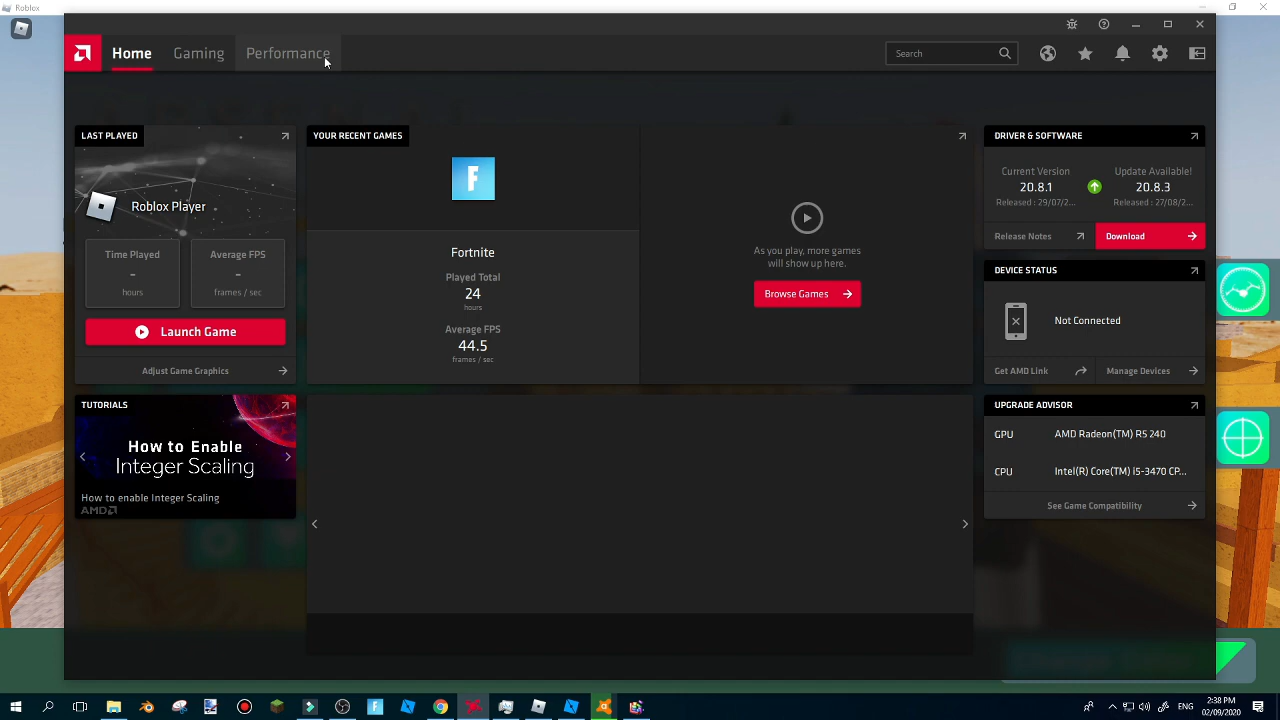 Roblox
Home Gaming Performance
Search
LAST PLAYED
Roblox Player
Time Played
-
hours
Average FPS
-
frames / sec
Launch Game
Adjust Game Graphics
YOUR RECENT GAMES
F
Fortnite
Played Total
24
hours
Average FPS
44.5
frames / sec
As you play, more games
will show up here.
Browse Games
DRIVER & SOFTWARE
Current Version
20.8.1
Released : 29/07/2...
Update Available!
20.8.3
Released : 27/08/2...
Release Notes
Download
DEVICE STATUS
Not Connected
Get AMD Link
Manage Devices
TUTORIALS
How to Enable
Integer Scaling
How to enable Integer Scaling
AMD
UPGRADE ADVISOR
GPU AMD Radeon(TM) R5 240
CPU Intel(R) Core(TM) I5-3470 CP...
See Game Compatibility
ENG
2:38 PM
02/09/2020